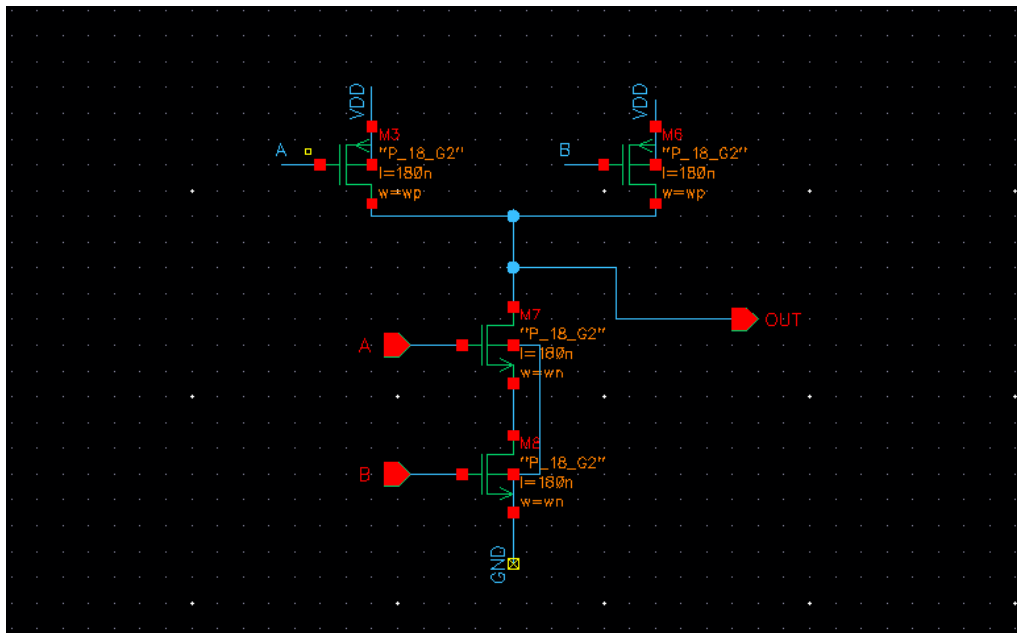 VDD
M3
A
"P_18_G2"
l=180n
w=wp
VDD
M6
B
"P_18_G2"
l=180n
w=wp
M7
"P_18_G2"
l=180n
w=wn
A
OUT
M8
"P_18_G2"
l=180n
w=wn
B
GND